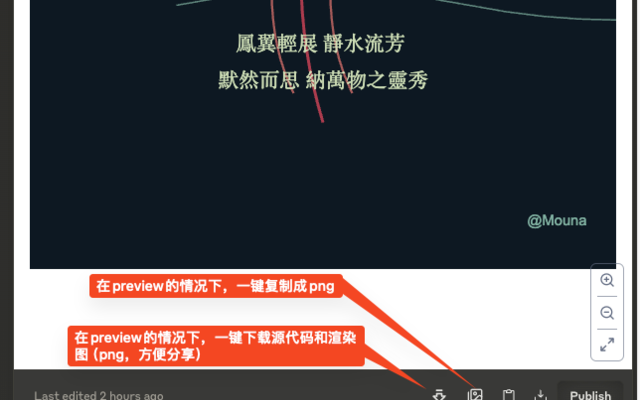 鳳翼輕展 靜水流芳
默然而思 納萬物之靈秀
@Mouna
在preview的情况下，一键复制成png
在preview的情况下，一键下载源代码和渲染
图（png，方便分享）
Last edited 2 hours ago
Publish